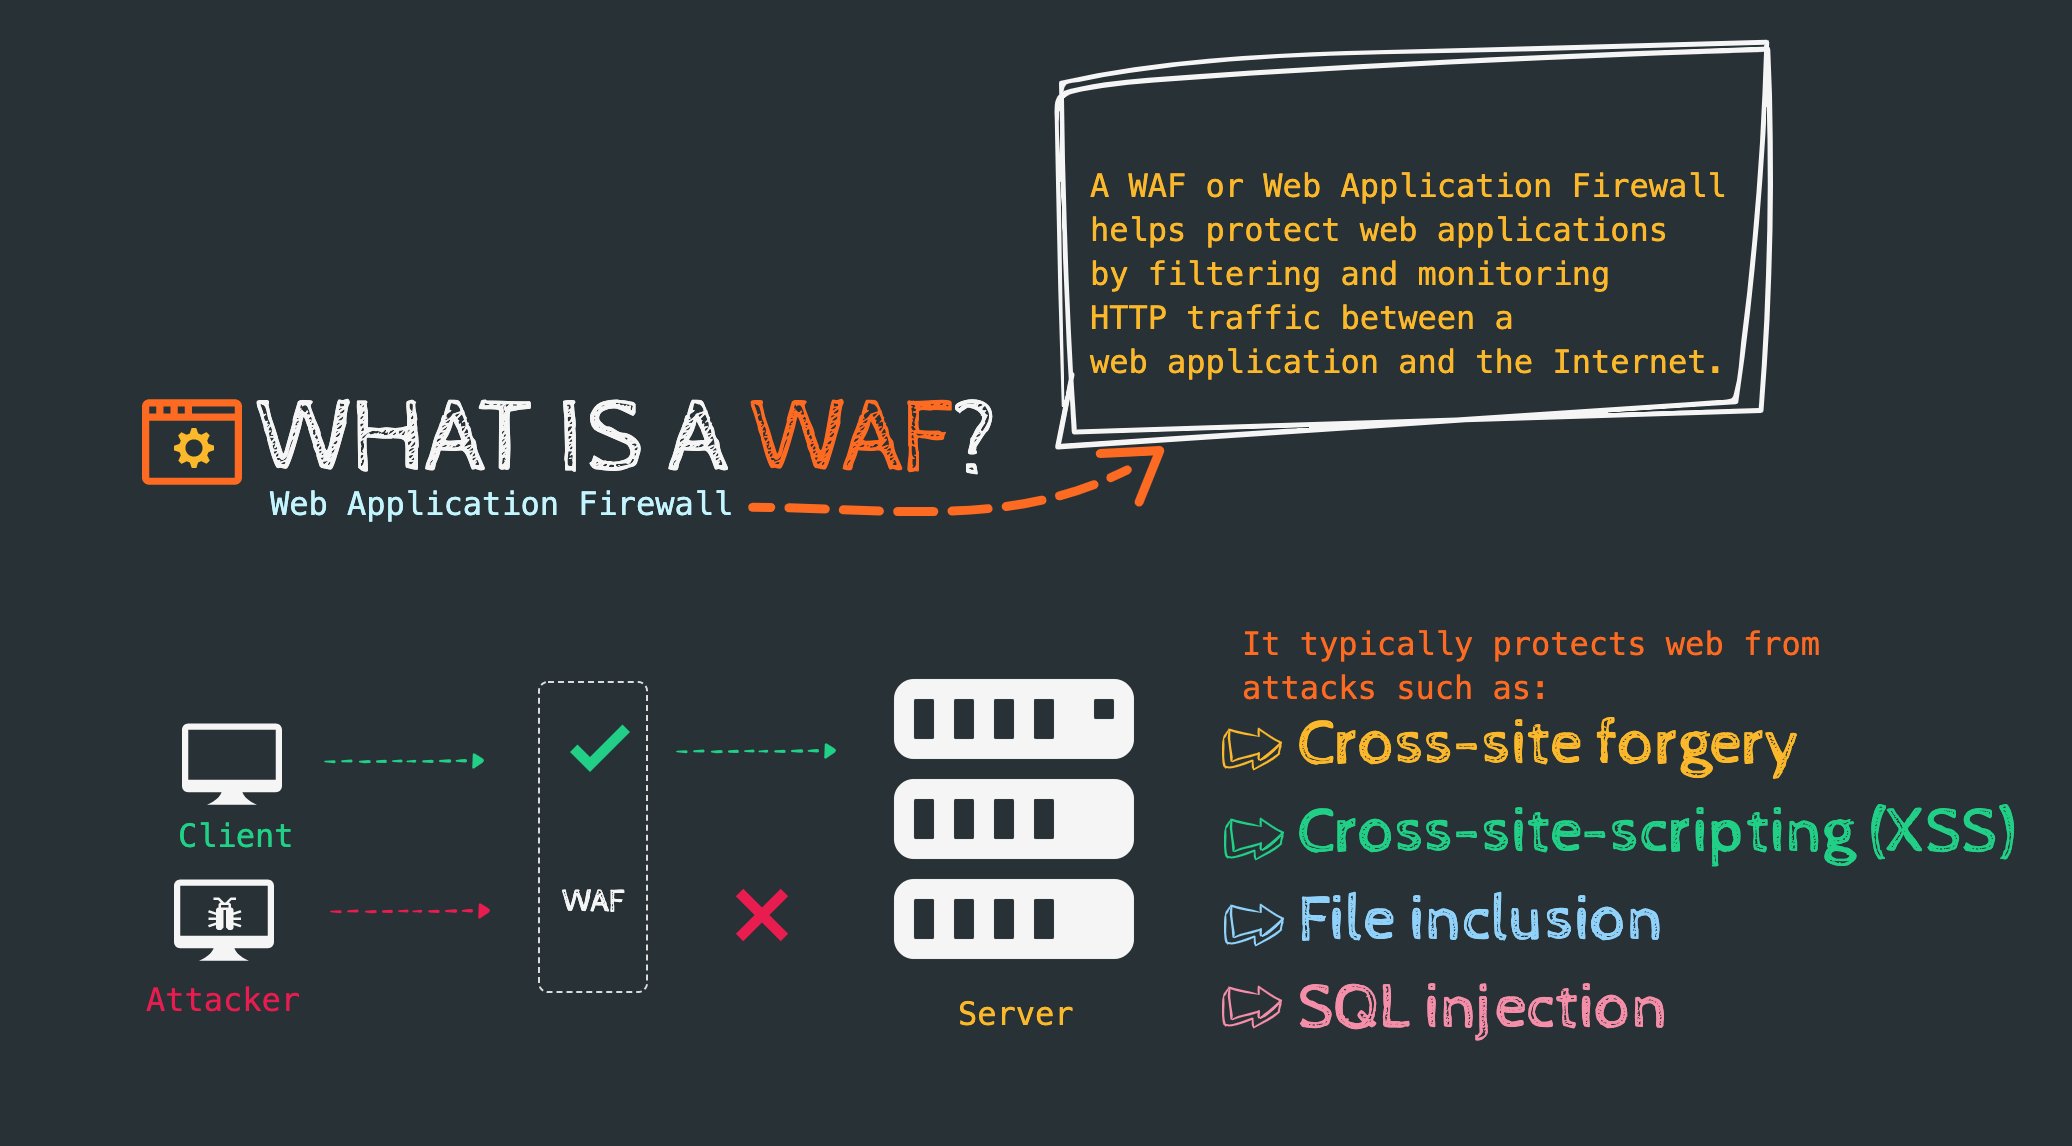 WHAT IS A WAF?
Web Application Firewall
A WAF or Web Application Firewall
helps protect web applications
by filtering and monitoring
HTTP traffic between a
web application and the Internet.
Client
Attacker
WAF
Server
It typically protects web from
attacks such as:
Cross-site forgery
Cross-site-scripting (XSS)
File inclusion
SQL injection